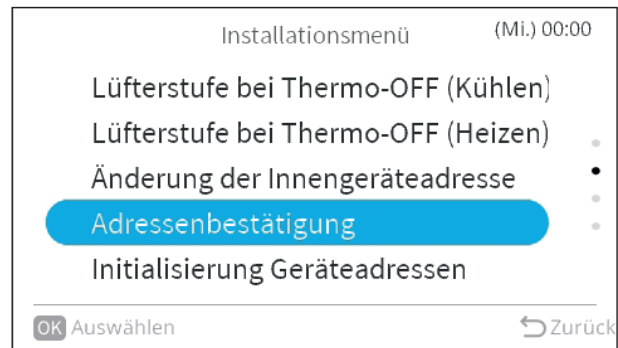 Installationsmenü (Mi.) 00:00
Lüfterstufe bei Thermo-OFF (Kühlen)
Lüfterstufe bei Thermo-OFF (Heizen)
Änderung der Innengeräteadresse
Adressenbestätigung
Initialisierung Geräteadressen
OK Auswählen Zurück